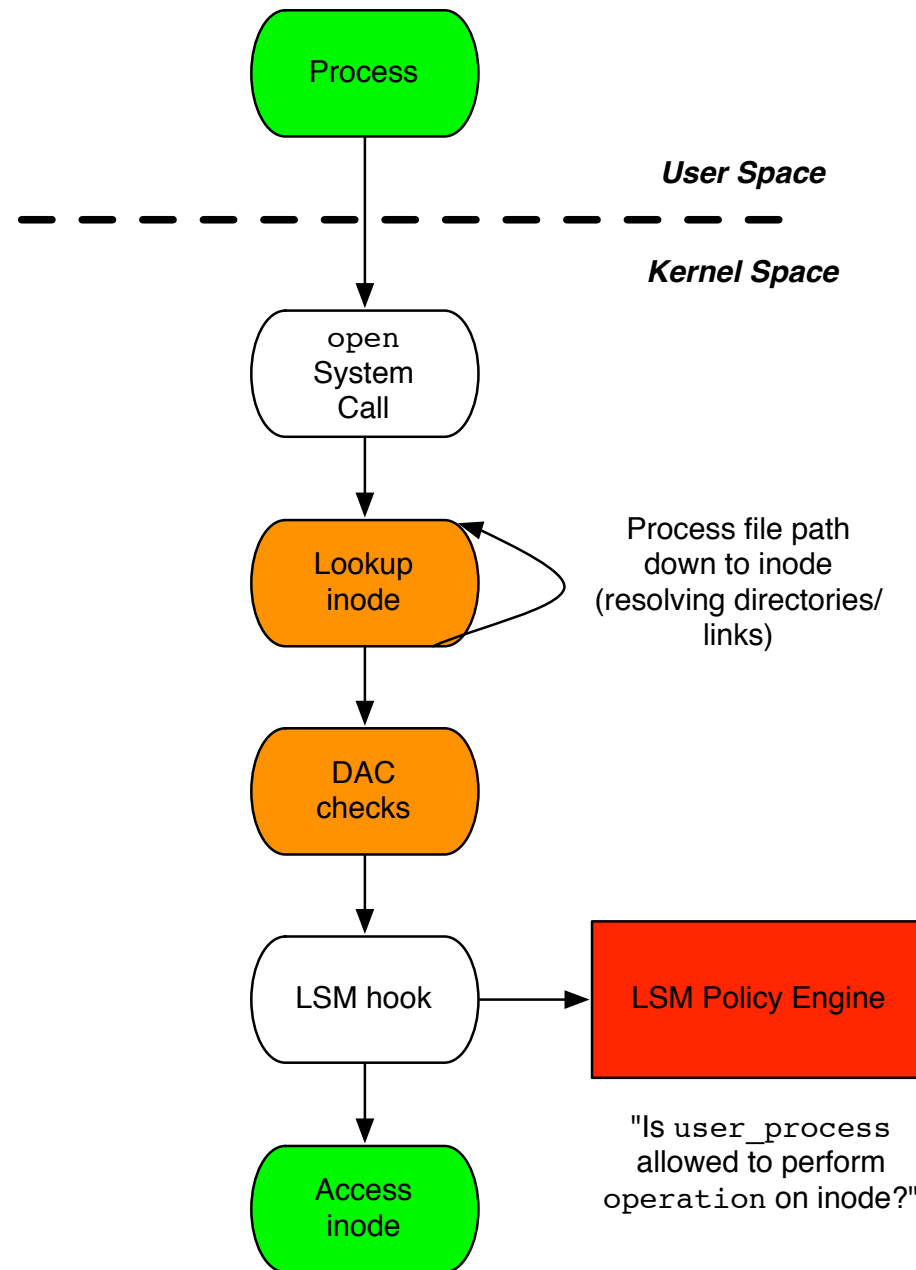 Process
User Space
Kernel Space
open
System
Call
Lookup
inode
Process file path
down to inode
(resolving directories/
links)
DAC
checks
LSM hook
LSM Policy Engine
"Is user_process
allowed to perform
operation on inode?"
Access
inode